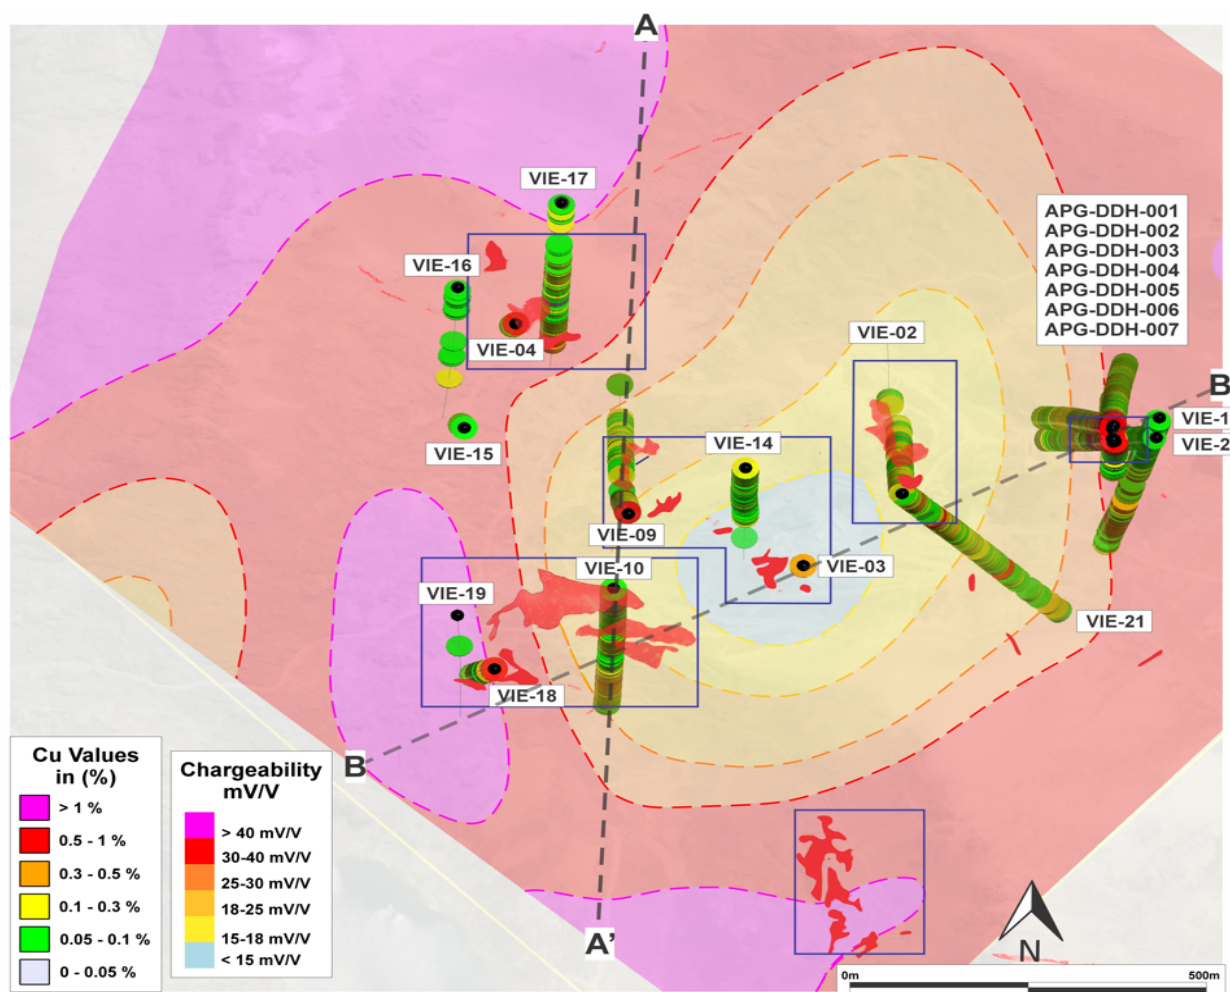 A
VIE-17
APG-DDH-001
APG-DDH-002
APG-DDH-003
APG-DDH-004
APG-DDH-005
APG-DDH-006
APG-DDH-007
VIE-16
VIE-04
VIE-02
B
VIE-1
VIE-2
VIE-15
VIE-14
VIE-09
VIE-10
VIE-03
VIE-19
VIE-21
VIE-18
B
A’
Cu Values
in (%)
> 1 %
0.5 - 1 %
0.3 - 0.5 %
0.1 - 0.3 %
0.05 - 0.1 %
0 - 0.05 %
Chargeability
mV/V
> 40 mV/V
30-40 mV/V
25-30 mV/V
18-25 mV/V
15-18 mV/V
< 15 mV/V
N
0m
500m